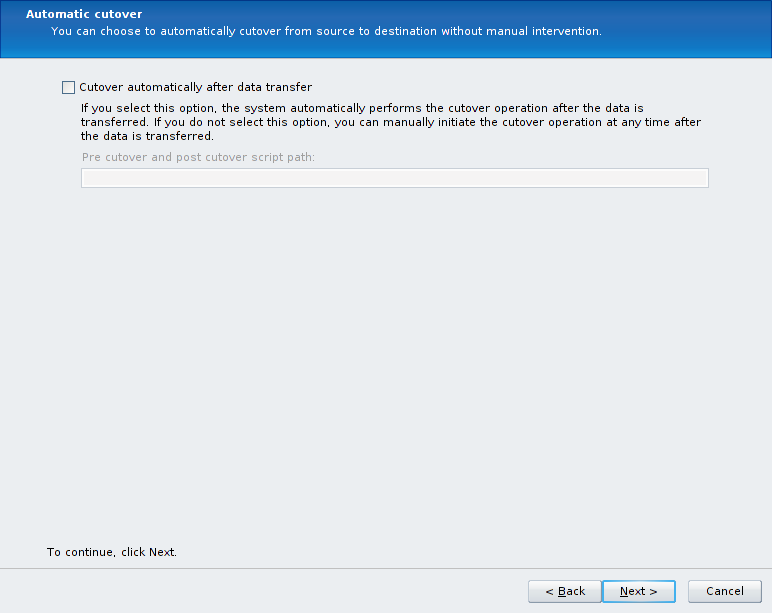 Automatic cutover
You can choose to automatically cutover from source to destination without manual intervention.
Cutover automatically after data transfer
If you select this option, the system automatically performs the cutover operation after the data is
transferred. If you do not select this option, you can manually initiate the cutover operation at any time after
the data is transferred.
Pre cutover and post cutover script path:
To continue, click Next.
< Back
Next >
Cancel